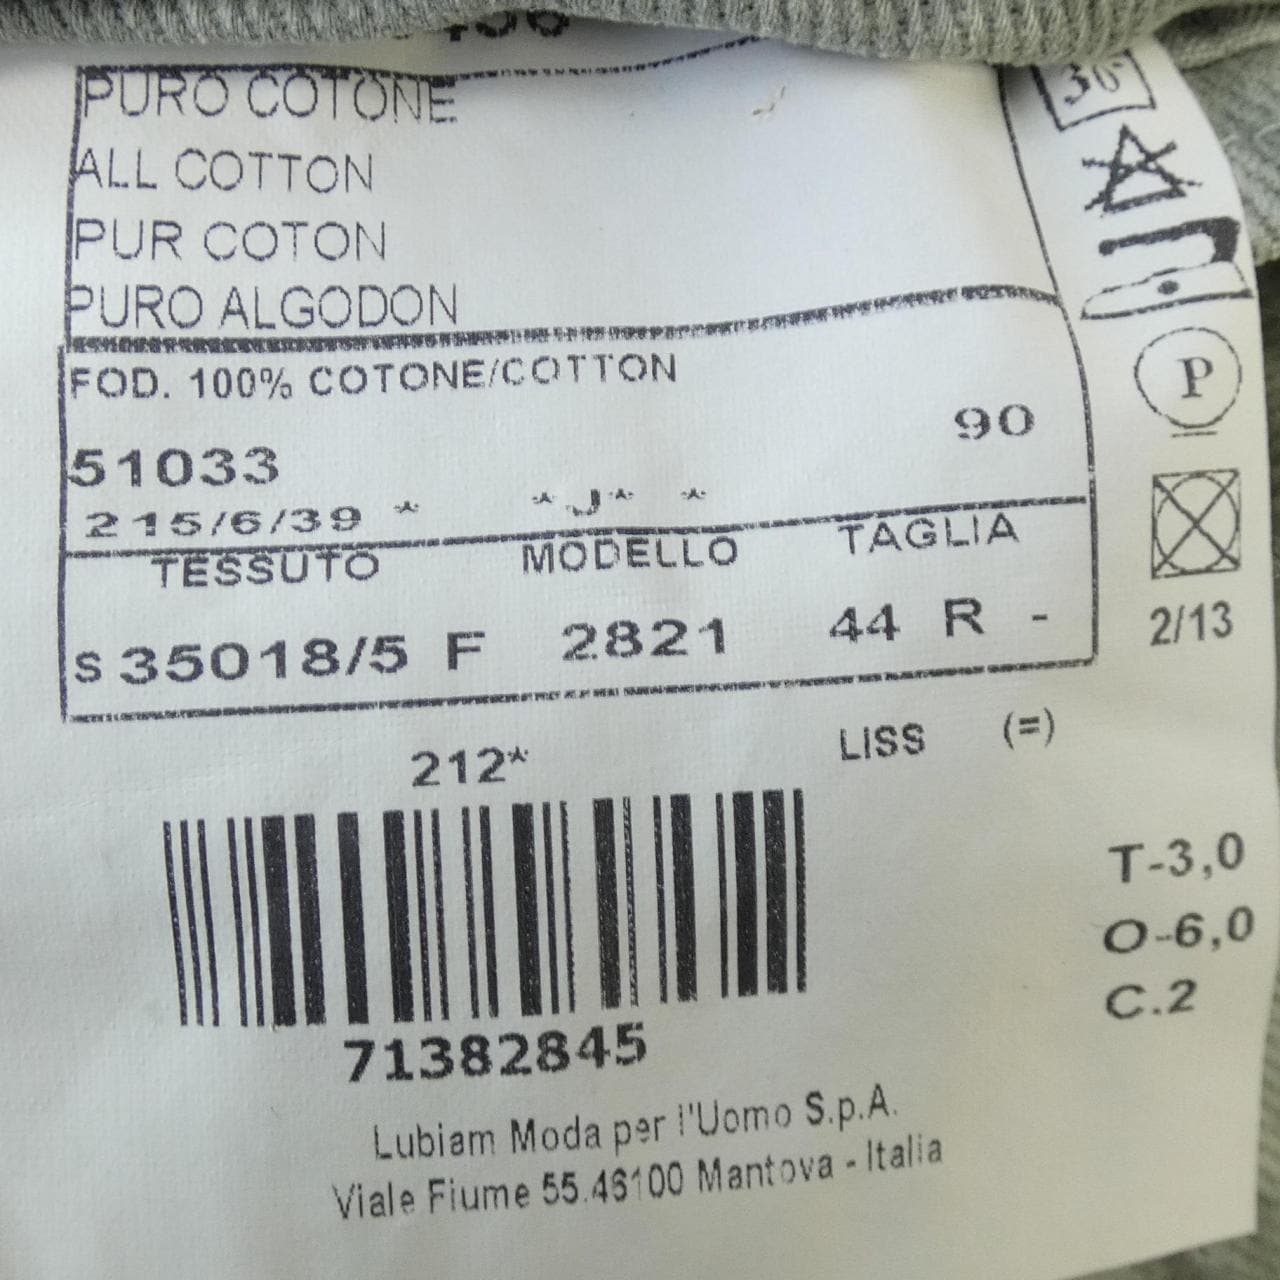 PURO COTONE
ALL COTTON
PUR COTON
PURO ALGODON
FOD. 100% COTONE/COTTON
51033 90
215/6/39 * *J* *
TESSUTO MODELLO TAGLIA
S 35018/5 F 2821 44 R -
P
2/13
212* LISS (=)
71382845
T-3,0
O-6,0
C.2
Lubiam Moda per l'Uomo S.p.A.
Viale Fiume 55.46100 Mantova - Italia